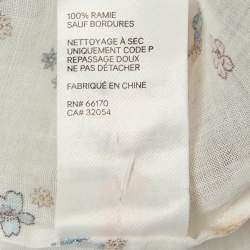 100% RAMIE
SAUF BORDURES
NETTOYAGE À SEC
UNIQUEMENT CODE P
REPASSAGE DOUX
NE PAS DÉTACHER
FABRIQUÉ EN CHINE
RN# 66170
CA# 32054